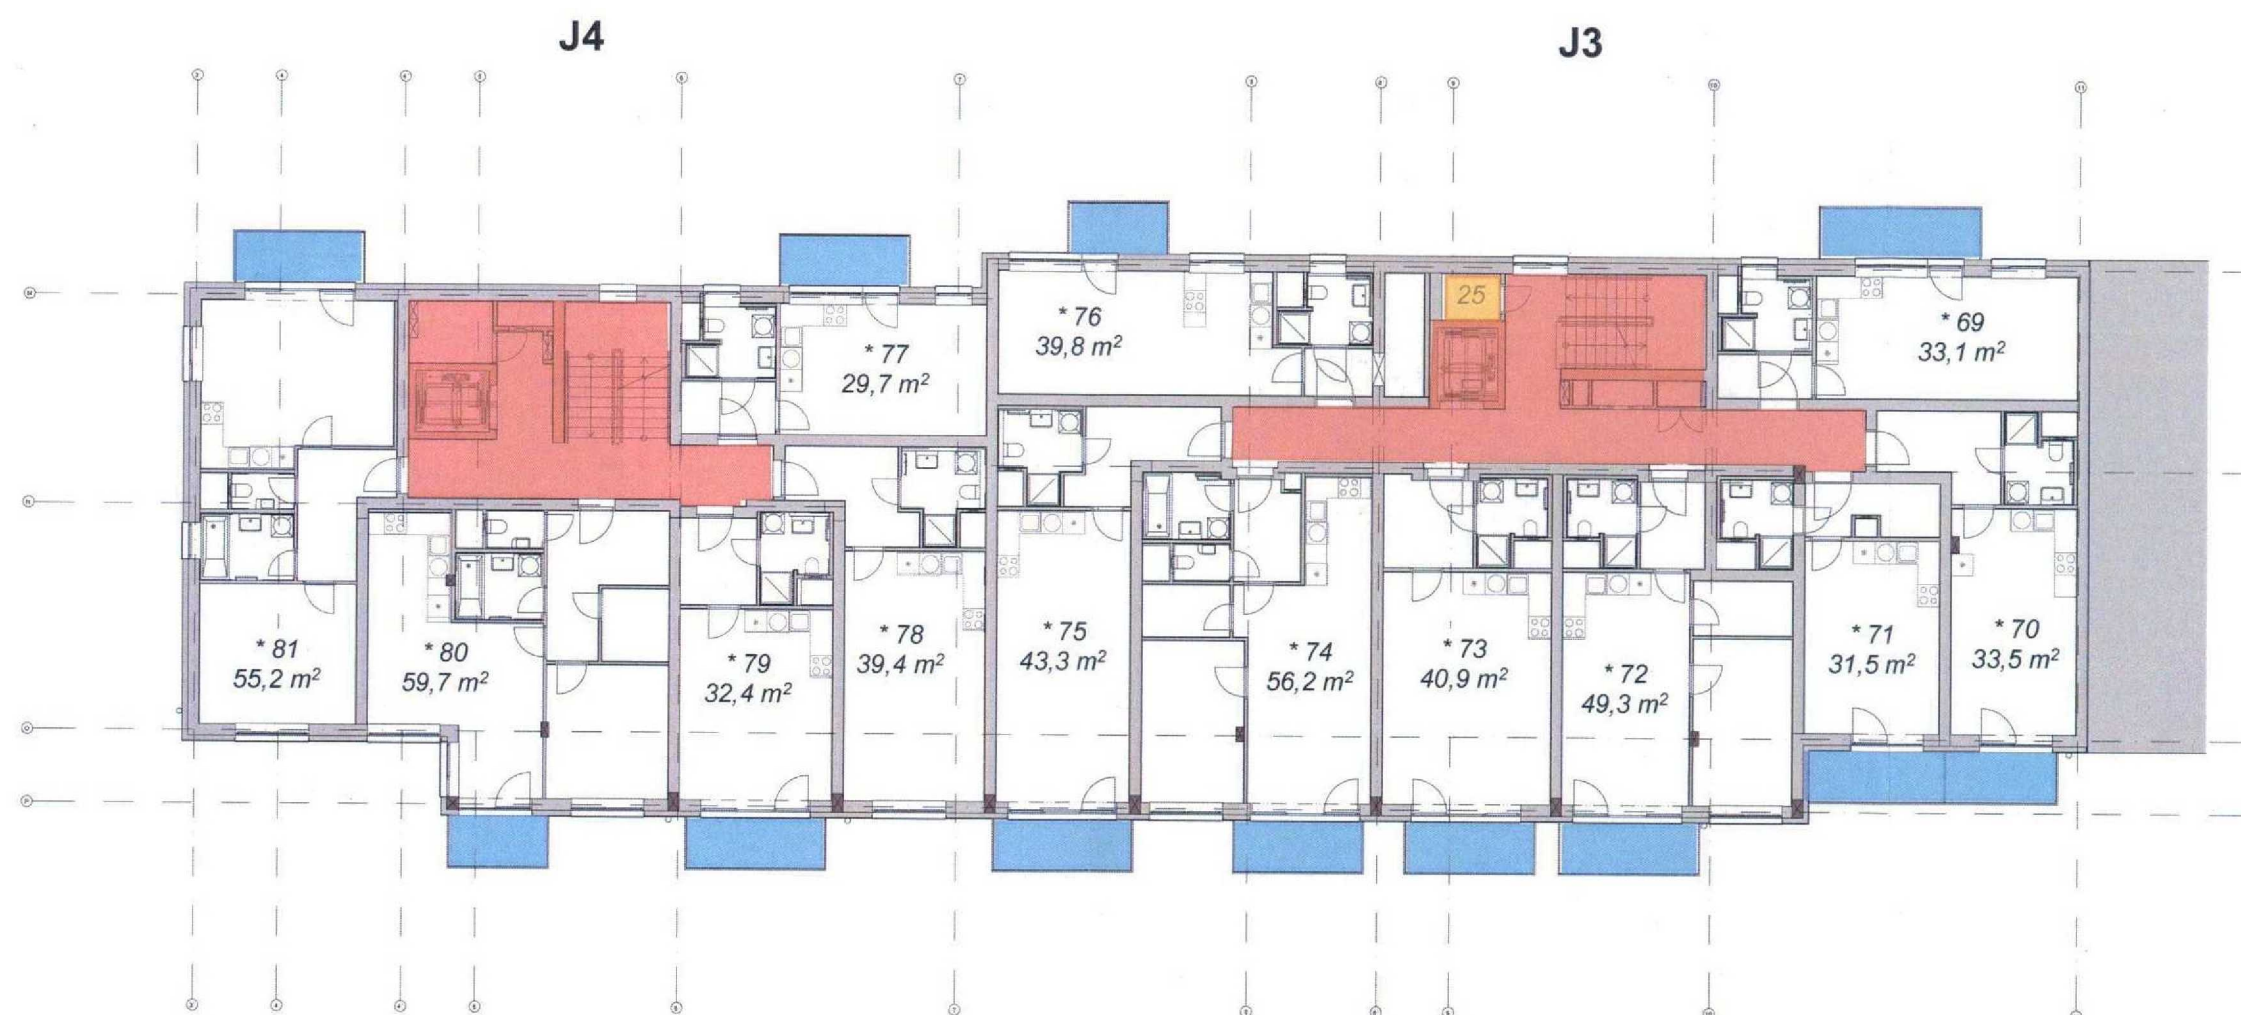 J4
J3
* 76
39,8 m²
25
* 69
33,1 m²
* 77
29,7 m²
* 81
55,2 m²
* 80
59,7 m²
* 79
32,4 m²
* 78
39,4 m²
* 75
43,3 m²
* 74
56,2 m²
* 73
40,9 m²
* 72
49,3 m²
* 71
31,5 m²
* 70
33,5 m²